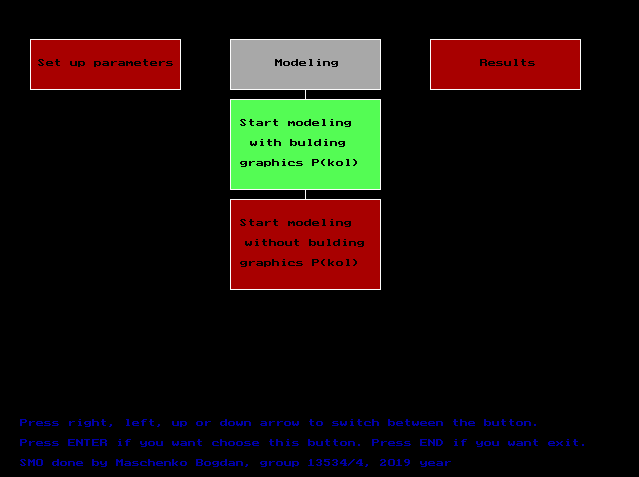 Set up parameters
Modeling
Results
Start modeling
with bulding
graphics P(kol)
Start modeling
without bulding
graphics P(kol)
Press right, left, up or down arrow to switch between the button.
Press ENTER if you want choose this button. Press END if you want exit.
SMO done by Maschenko Bogdan, group 13534/4, 2019 year